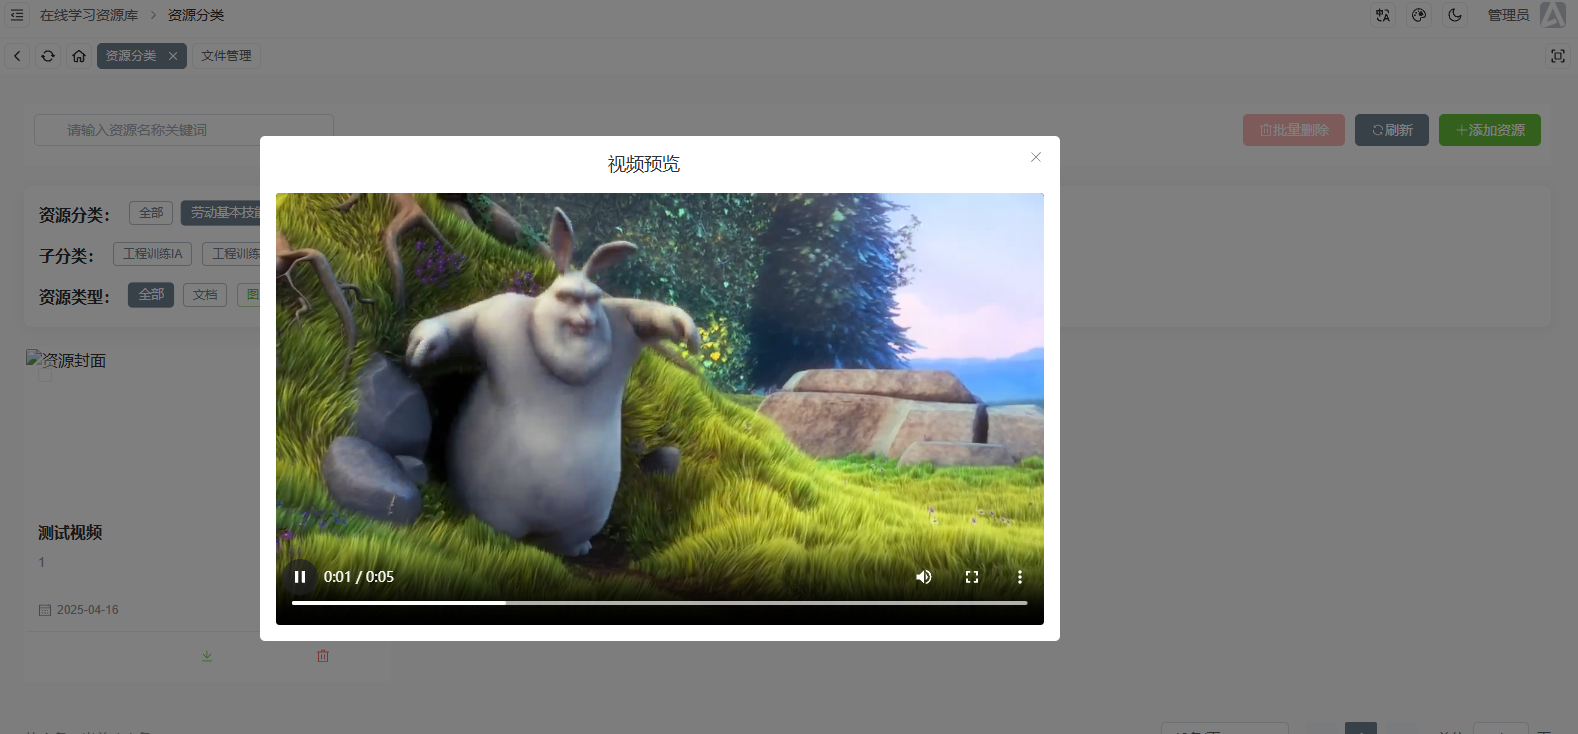 在线学习资源库 > 资源分类
管理员
资源分类
文件管理
请输入资源名称关键词
批量删除
刷新
+添加资源
视频预览
资源分类：
全部
劳动基本技能
子分类：
工程训练IA
工程训练
资源类型：
全部
文档
图
资源封面
测试视频
1
2025-04-16
0:01 / 0:05